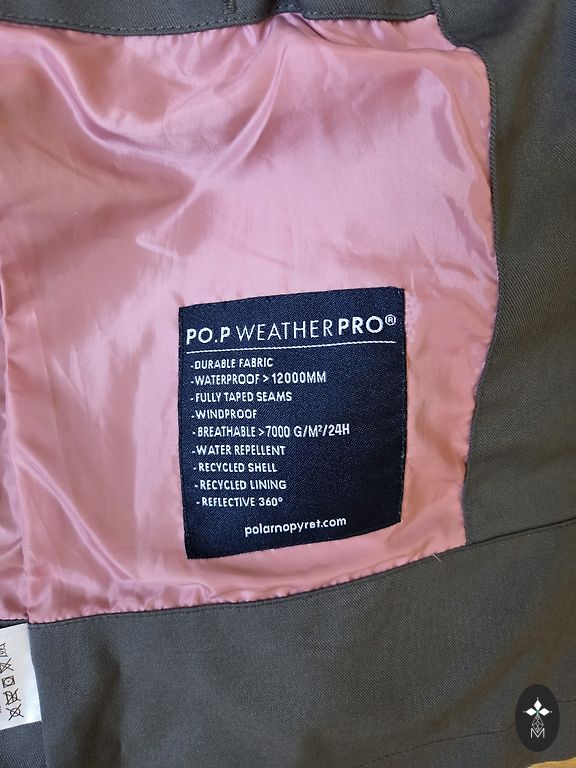 PO.P WEATHERPRO®
-DURABLE FABRIC
-WATERPROOF > 12000MM
-FULLY TAPED SEAMS
-WINDPROOF
-BREATHABLE >7000 G/M²/24H
-WATER REPELLENT
-RECYCLED SHELL
-RECYCLED LINING
-REFLECTIVE 360°
polarnopyret.com
M